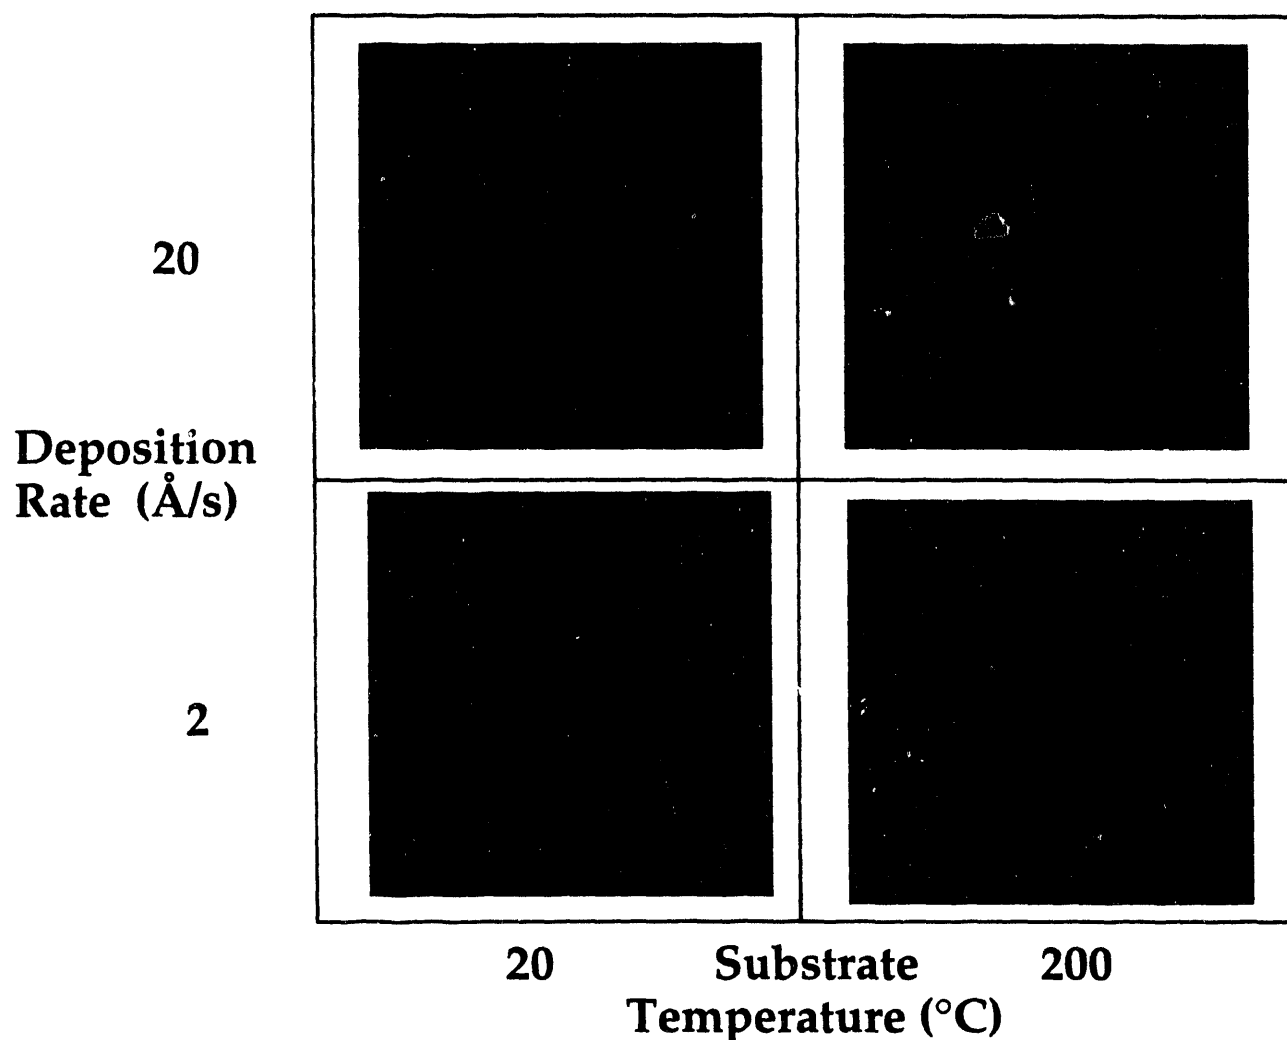 20
Deposition
Rate (Å/s)
2
20 Substrate 200
Temperature (°C)